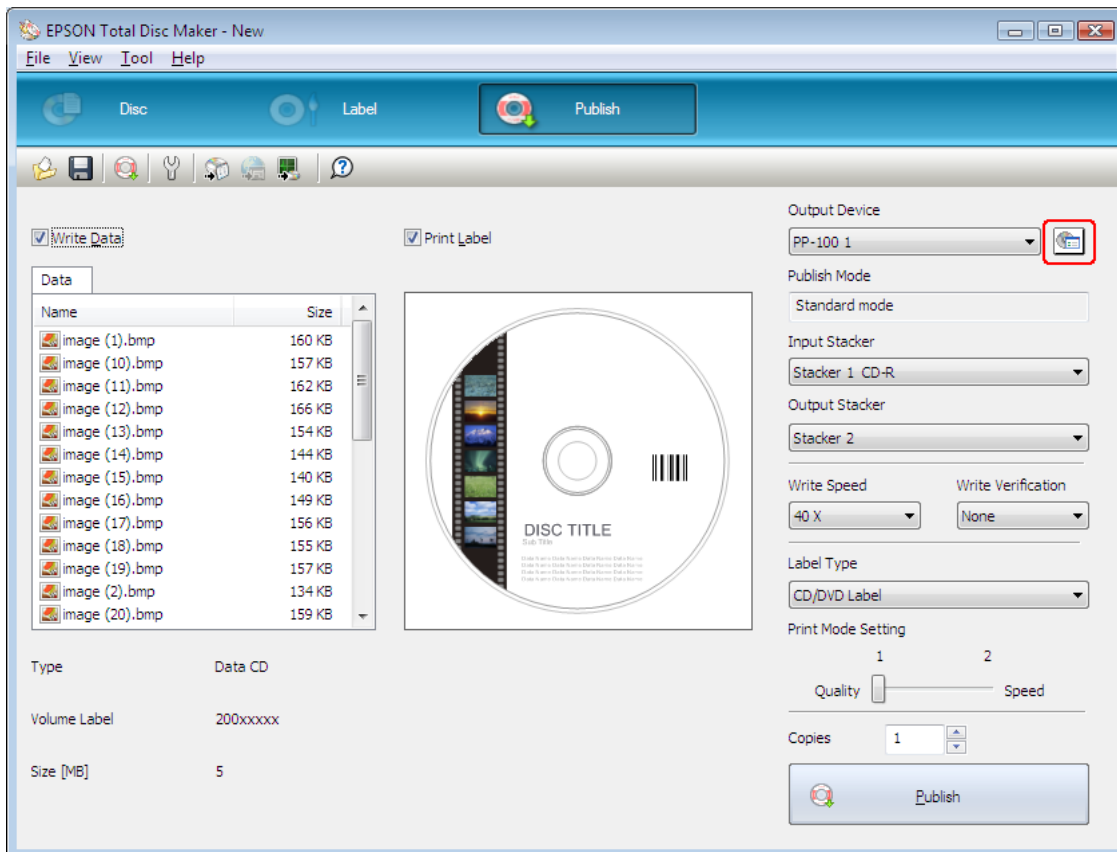 EPSON Total Disc Maker - New
File View Tool Help
Disc Label Publish
Write Data
Print Label
Data
Name Size
image (1).bmp 160 KB
image (10).bmp 157 KB
image (11).bmp 162 KB
image (12).bmp 166 KB
image (13).bmp 154 KB
image (14).bmp 144 KB
image (15).bmp 140 KB
image (16).bmp 149 KB
image (17).bmp 156 KB
image (18).bmp 155 KB
image (19).bmp 157 KB
image (2).bmp 134 KB
image (20).bmp 159 KB
DISC TITLE
Sub Title
Type Data CD
Volume Label 200xxxxx
Size [MB] 5
Output Device
PP-100 1
Publish Mode
Standard mode
Input Stacker
Stacker 1 CD-R
Output Stacker
Stacker 2
Write Speed Write Verification
40 X None
Label Type
CD/DVD Label
Print Mode Setting
1 2
Quality Speed
Copies 1
Publish